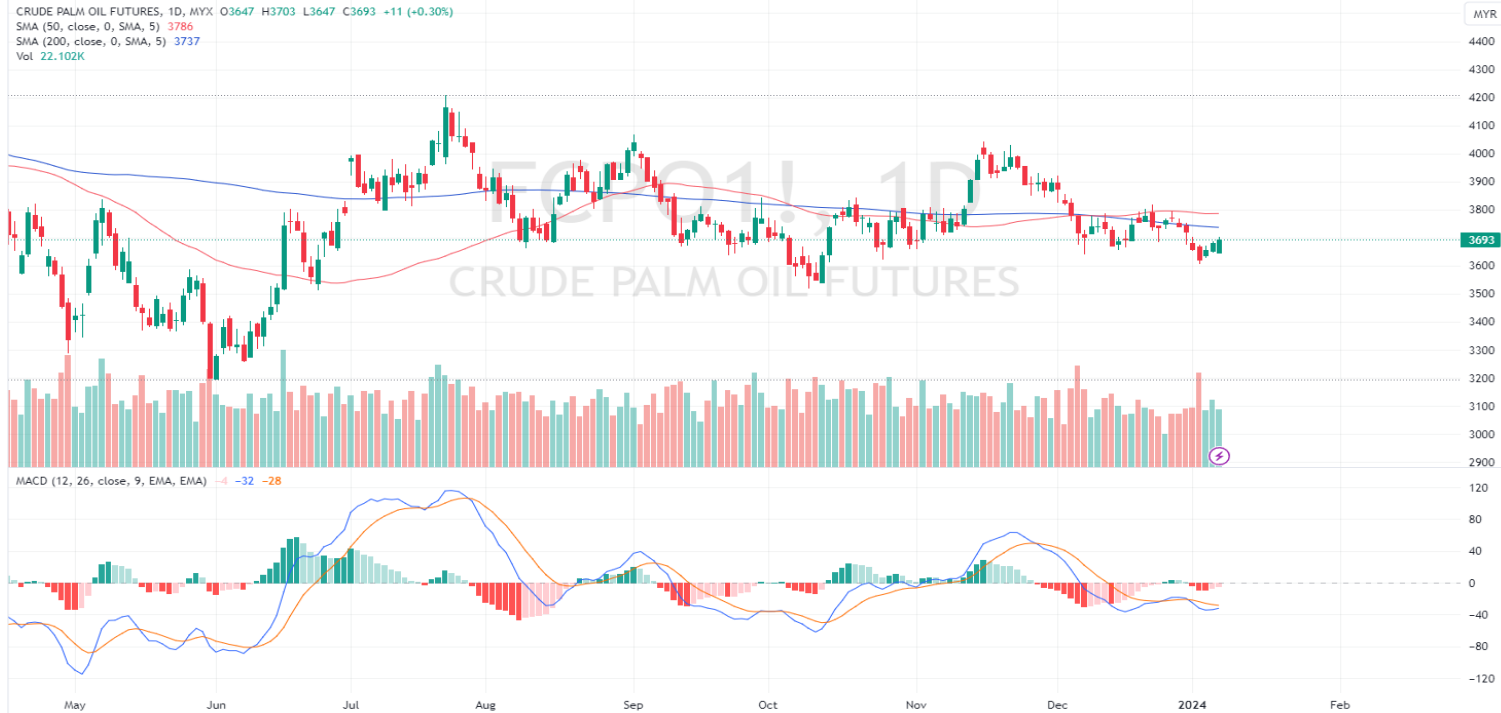 CRUDE PALM OIL FUTURES, 1D, MYX O3647 H3703 L3647 C3693 +11 (+0.30%)
MYR
SMA (50, close, 0, SMA, 5) 3786
SMA (200, close, 0, SMA, 5) 3737
Vol 22.102K
4400
4300
4200
4100
4000
3900
3800
3693
3600
3500
3400
3300
3200
3100
3000
2900
FCPO1!, 1D
CRUDE PALM OIL FUTURES
MACD (12, 26, close, 9, EMA, EMA) −4 −32 −28
120
80
40
0
−40
−80
−120
May Jun Jul Aug Sep Oct Nov Dec 2024 Feb